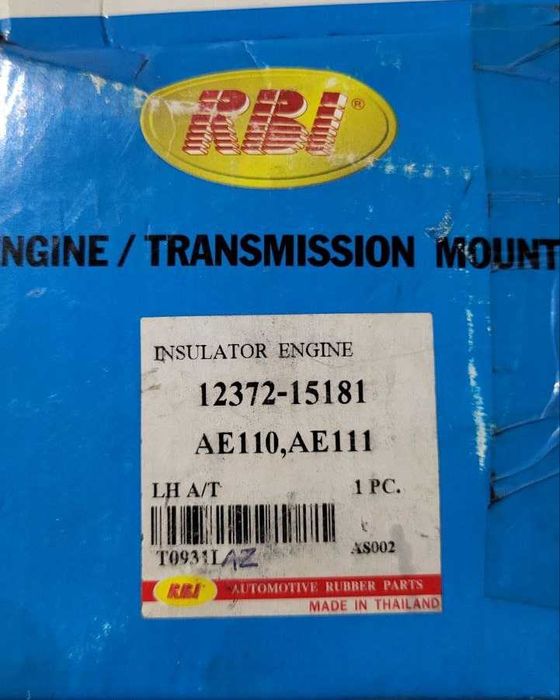 RBI ®
NGINE / TRANSMISSION MOUNT
INSULATOR ENGINE
12372-15181
AE110,AE111
LH A/T 1 PC.
T0931LAZ AS002
RBI AUTOMOTIVE RUBBER PARTS
MADE IN THAILAND